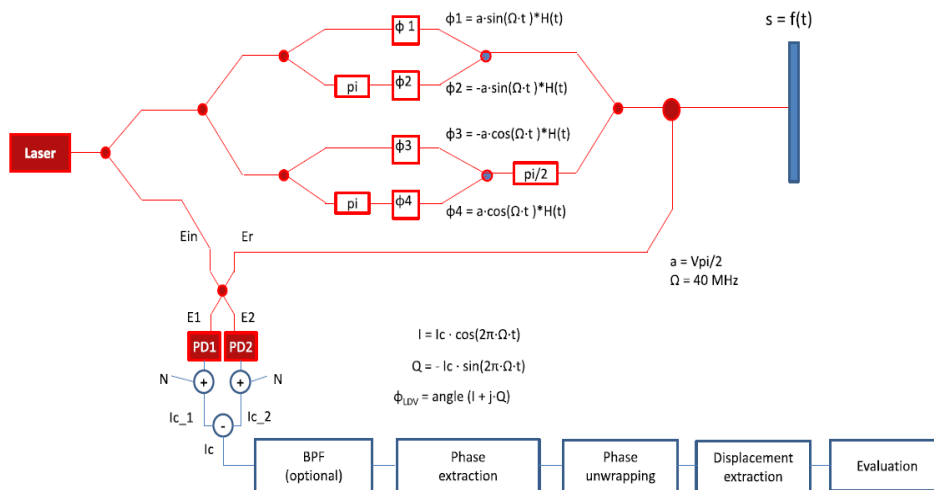 ϕ1 = a·sin(Ω·t )*H(t)
s = f(t)
ϕ 1
pi
ϕ2
ϕ2 = -a·sin(Ω·t )*H(t)
Laser
ϕ3 = -a·cos(Ω·t )*H(t)
ϕ3
pi/2
pi
ϕ4
ϕ4 = a·cos(Ω·t )*H(t)
Ein
Er
a = Vpi/2
Ω = 40 MHz
E1
E2
PD1
PD2
I = Ic · cos(2π·Ω·t)
Q = - Ic · sin(2π·Ω·t)
N
+
+
N
ϕLDV = angle (I + j·Q)
Ic_1
Ic_2
-
Ic
BPF
(optional)
Phase
extraction
Phase
unwrapping
Displacement
extraction
Evaluation